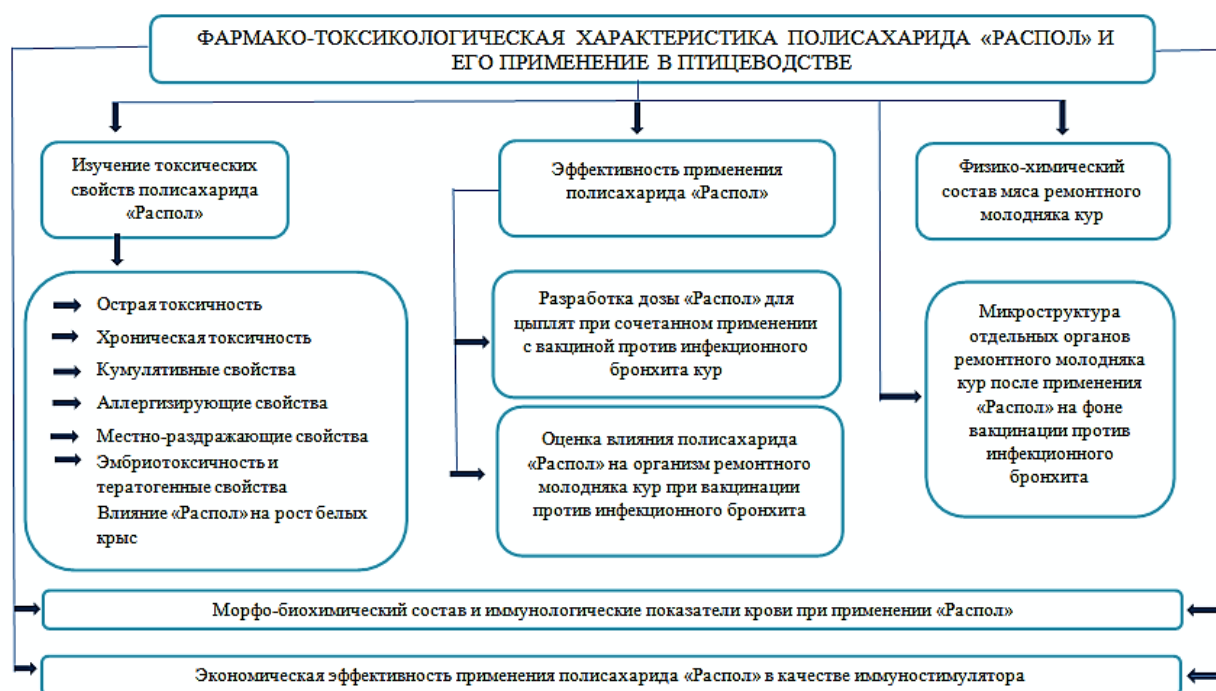 ФАРМАКО-ТОКСИКОЛОГИЧЕСКАЯ ХАРАКТЕРИСТИКА ПОЛИСАХАРИДА «РАСПОЛ» И
ЕГО ПРИМЕНЕНИЕ В ПТИЦЕВОДСТВЕ
Изучение токсических
свойств полисахарида
«Распол»
Острая токсичность
Хроническая токсичность
Кумулятивные свойства
Аллергизирующие свойства
Местно-раздражающие свойства
Эмбриотоксичность и
тератогенные свойства
Влияние «Распол» на рост белых
крыс
Эффективность применения
полисахарида «Распол»
Разработка дозы «Распол» для
цыплят при сочетанном применении
с вакциной против инфекционного
бронхита кур
Оценка влияния полисахарида
«Распол» на организм ремонтного
молодняка кур при вакцинации
против инфекционного бронхита
Физико-химический
состав мяса ремонтного
молодняка кур
Микроструктура
отдельных органов
ремонтного молодняка
кур после применения
«Распол» на фоне
вакцинации против
инфекционного
бронхита
Морфо-биохимический состав и иммунологические показатели крови при применении «Распол»
Экономическая эффективность применения полисахарида «Распол» в качестве иммуностимулятора